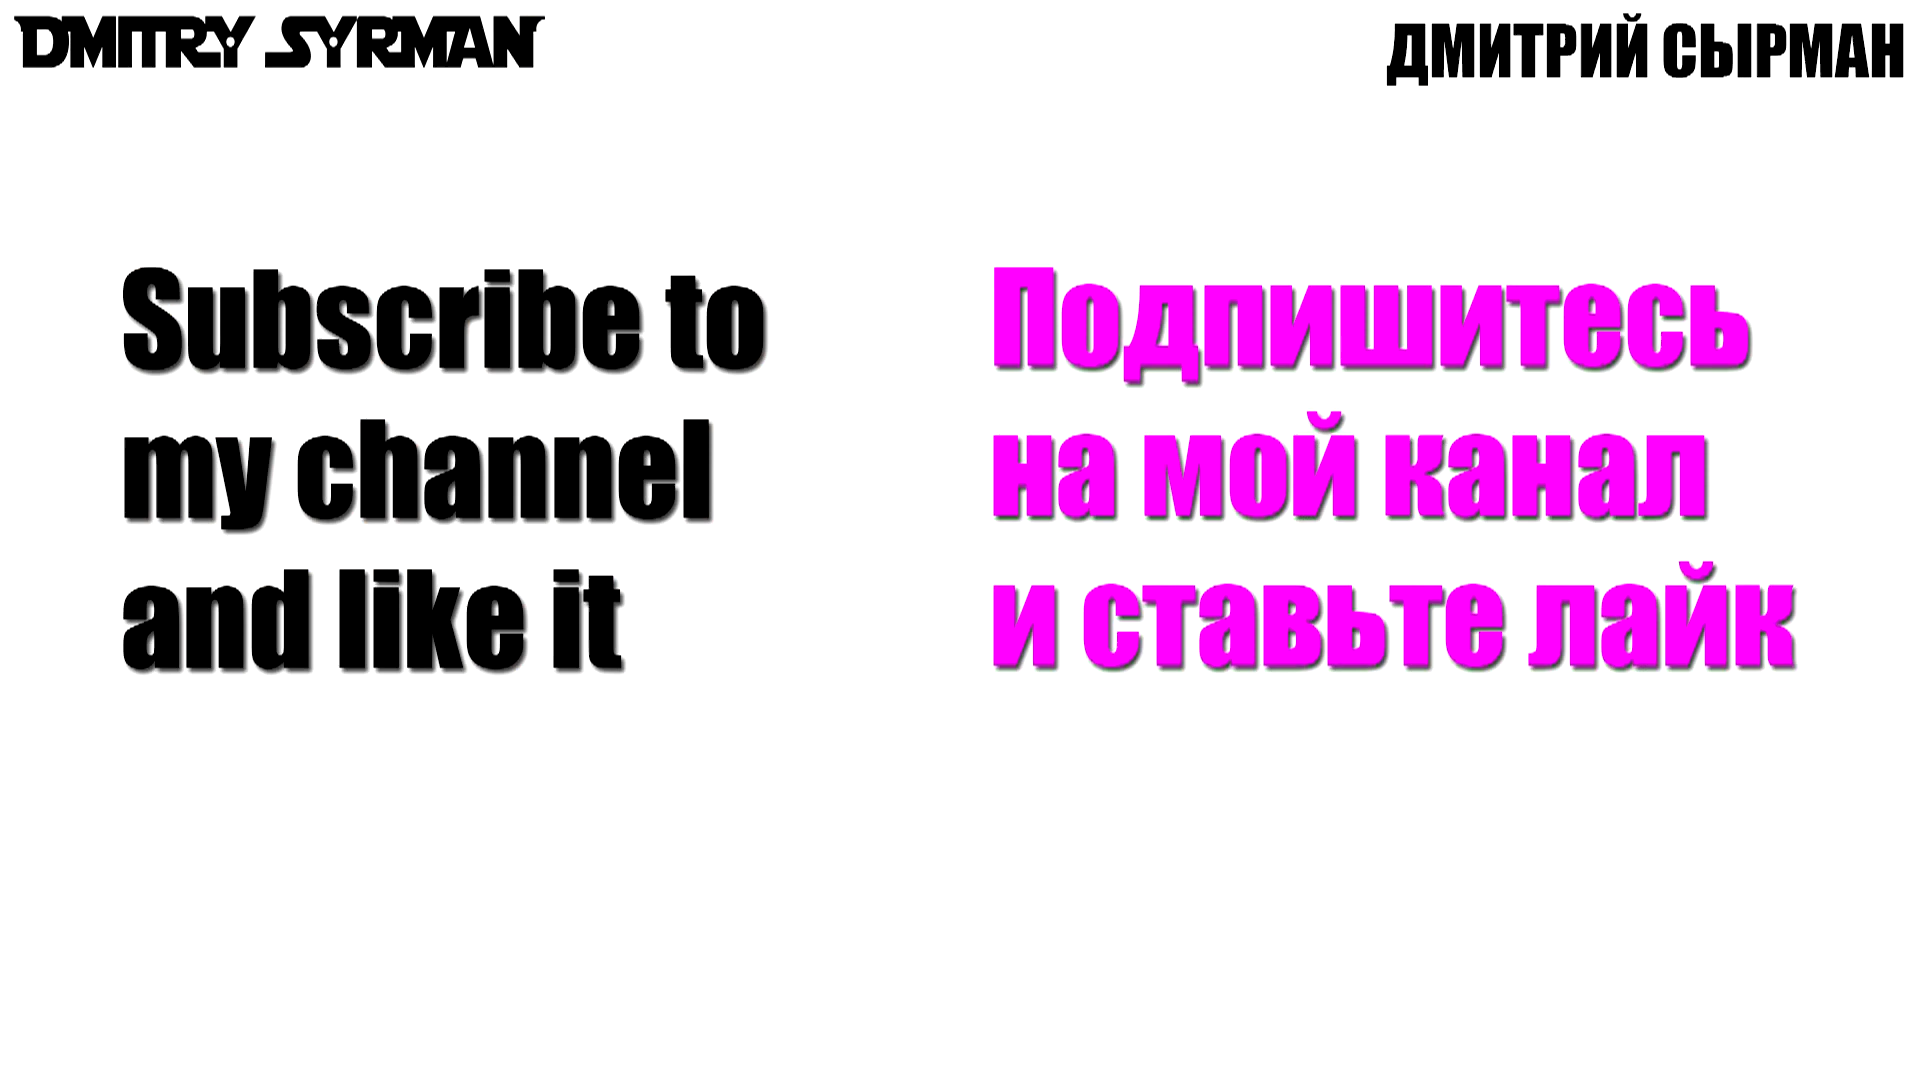 DMITRY SYRMAN
ДМИТРИЙ СЫРМАН
Subscribe to
my channel
and like it
Подпишитесь
на мой канал
и ставьте лайк